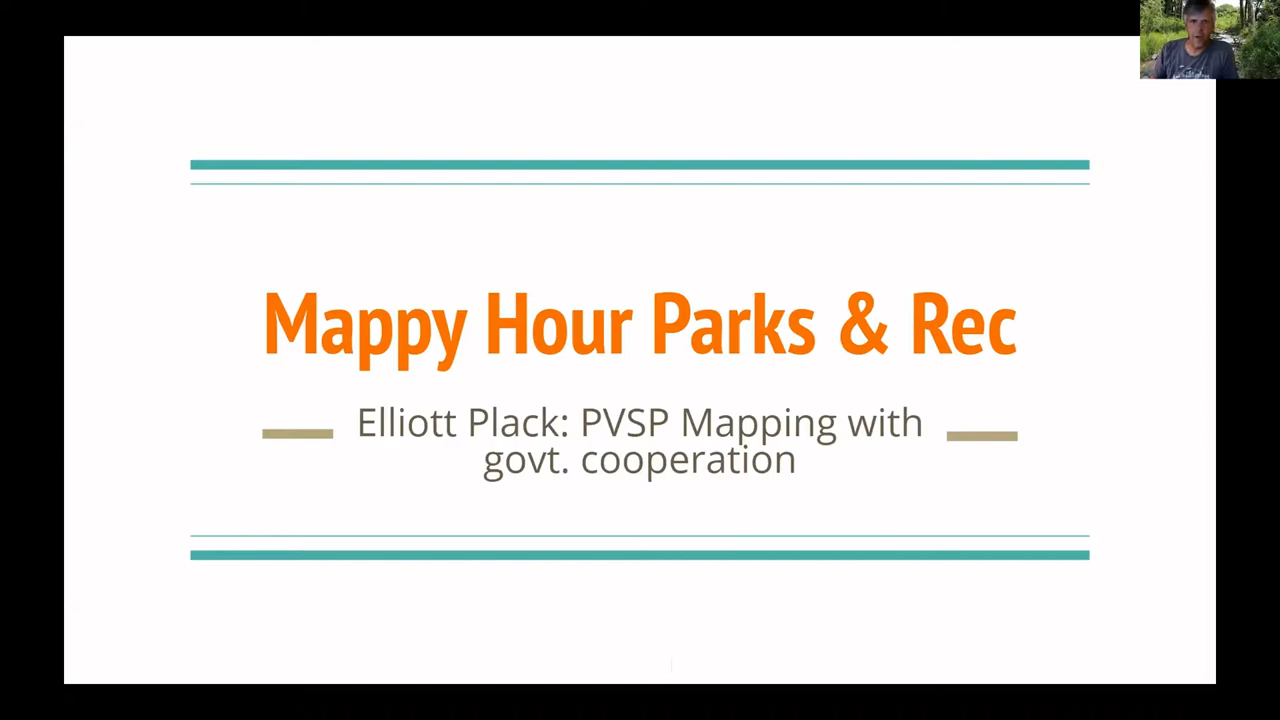 Mappy Hour Parks & Rec
Elliott Plack: PVSP Mapping with
govt. cooperation